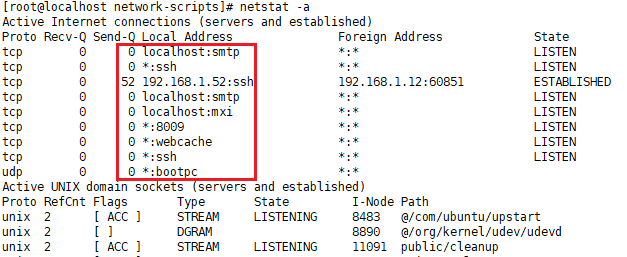 [root@localhost network-scripts]# netstat -a
Active Internet connections (servers and established)
Proto Recv-Q Send-Q Local Address Foreign Address State
tcp 0 0 localhost:smtp *:* LISTEN
tcp 0 0 *:ssh *:* LISTEN
tcp 0 52 192.168.1.52:ssh 192.168.1.12:60851 ESTABLISHED
tcp 0 0 localhost:smtp *:* LISTEN
tcp 0 0 localhost:mxi *:* LISTEN
tcp 0 0 *:8009 *:* LISTEN
tcp 0 0 *:webcache *:* LISTEN
tcp 0 0 *:ssh *:* LISTEN
udp 0 0 *:bootpc *:*
Active UNIX domain sockets (servers and established)
Proto RefCnt Flags Type State I-Node Path
unix 2 [ ACC ] STREAM LISTENING 8483 @/com/ubuntu/upstart
unix 2 [ ] DGRAM 8890 @/org/kernel/udev/udevd
unix 2 [ ACC ] STREAM LISTENING 11091 public/cleanup